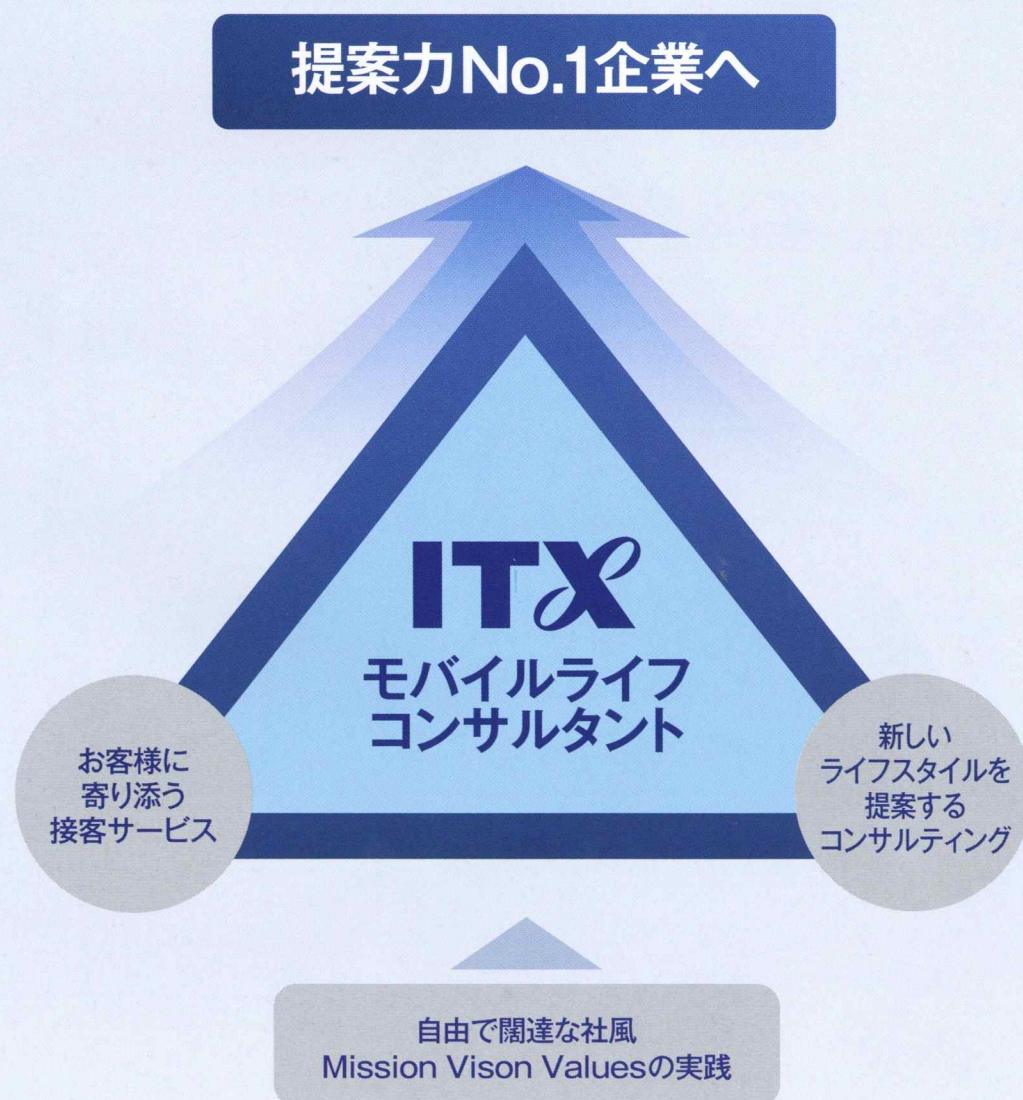 提案力No.1企業へ
ITX
モバイルライフ
コンサルタント
お客様に
寄り添う
接客サービス
新しい
ライフスタイルを
提案する
コンサルティング
自由で闊達な社風
Mission Vison Valuesの実践